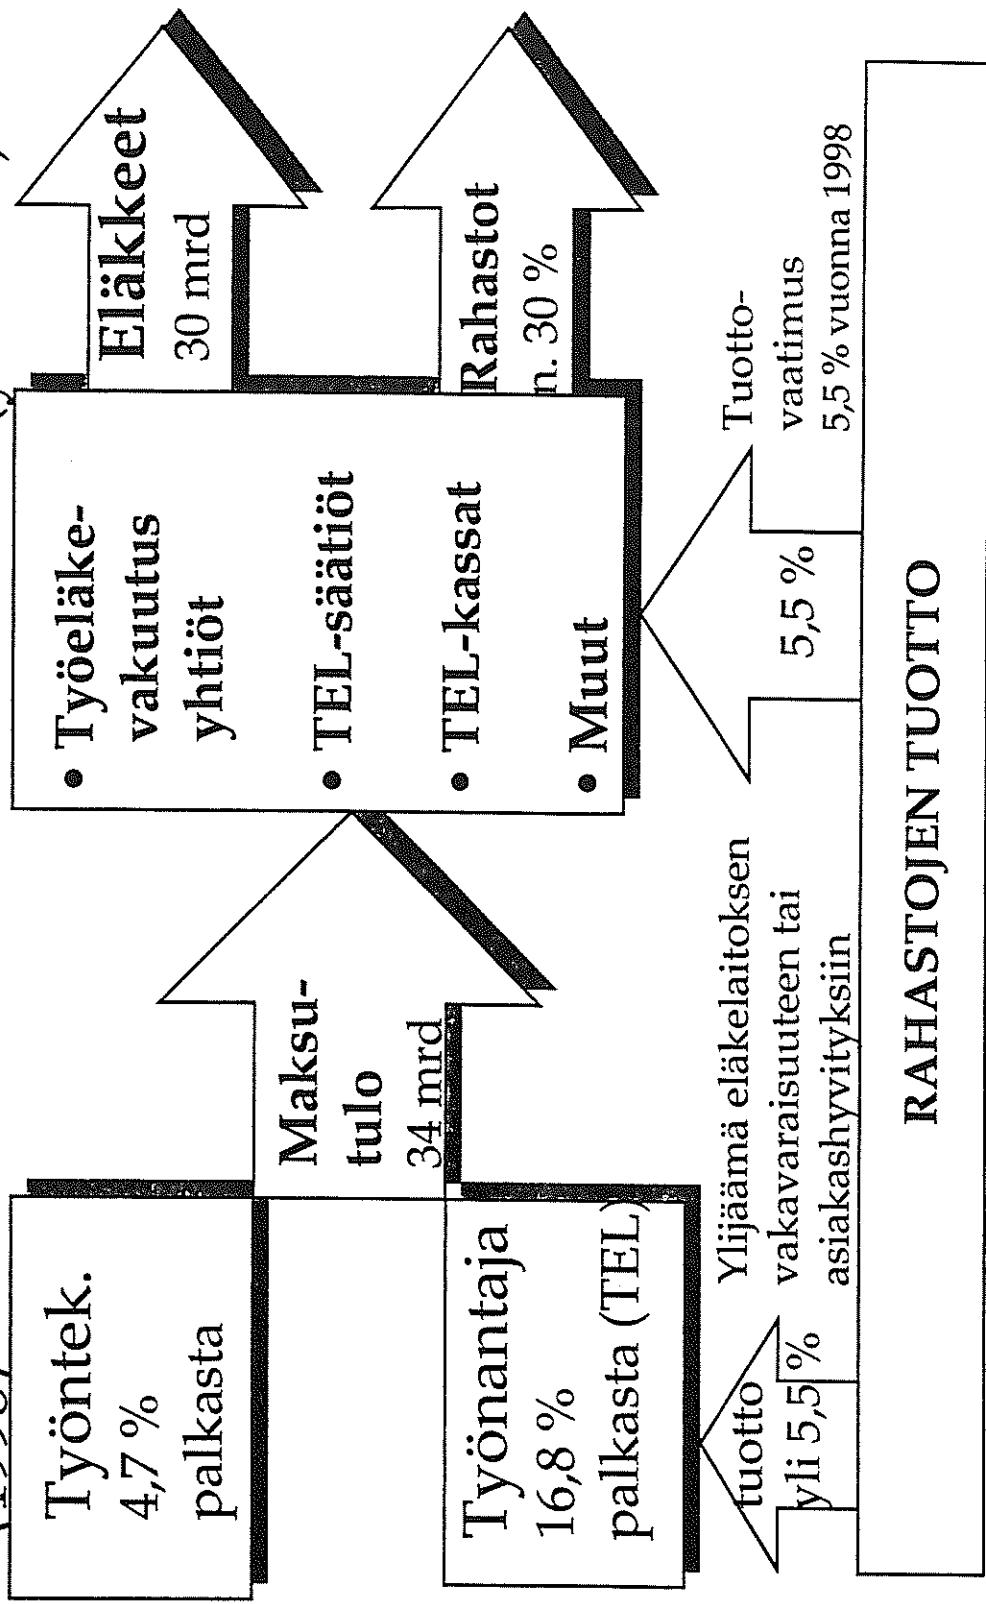 Työntek.
4,7 %
palkasta
Työnantaja
16,8 %
palkasta (TEL)
Maksu-
tulo
34 mrd
• Työeläke-
vakuutus
yhtiöt
• TEL-säätiöt
• TEL-kassat
• Muut
Eläkkeet
30 mrd
Rahastot
n. 30 %
tuotto
yli 5,5 %
Ylijäämä eläkelaitoksen
vakavaraisuuteen tai
asiakashyvityksiin
5,5 %
Tuotto-
vaatimus
5,5 % vuonna 1998
RAHASTOJEN TUOTTO